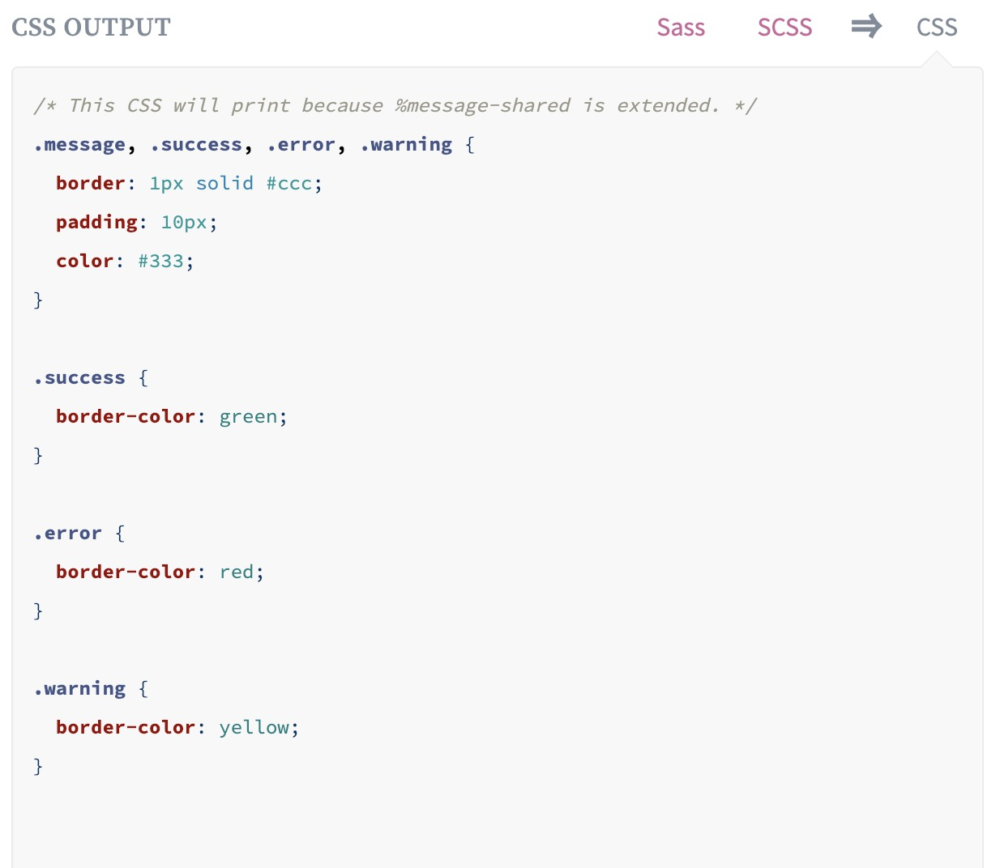 CSS OUTPUT Sass SCSS ⇒ CSS
/* This CSS will print because %message-shared is extended. */
.message, .success, .error, .warning {
  border: 1px solid #ccc;
  padding: 10px;
  color: #333;
}

.success {
  border-color: green;
}

.error {
  border-color: red;
}

.warning {
  border-color: yellow;
}